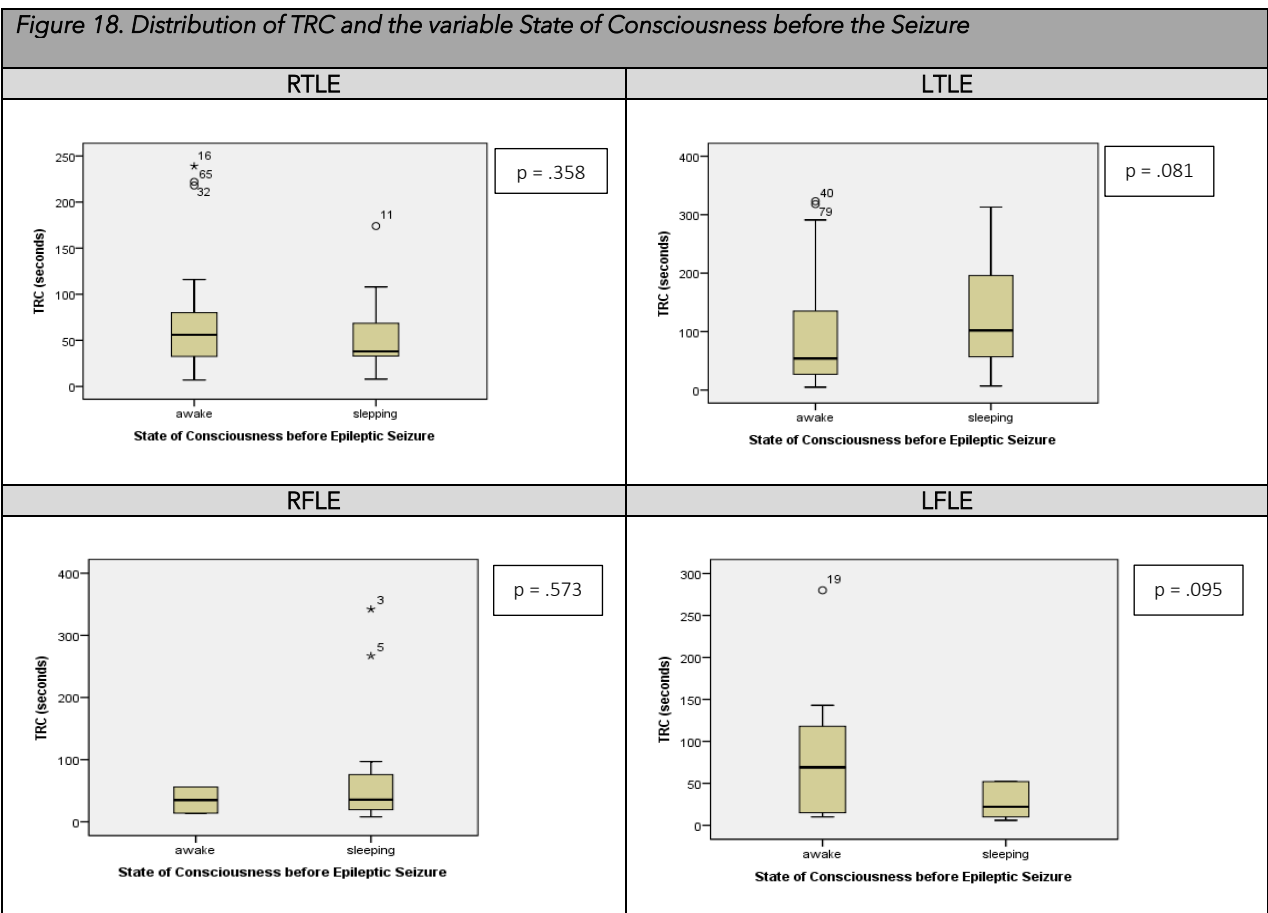 Figure 18. Distribution of TRC and the variable State of Consciousness before the Seizure
RTLE
LTLE
250
200
150
100
50
0
TRC (seconds)
16
65
32
11
awake
slepping
State of Consciousness before Epileptic Seizure
p = .358
400
300
200
100
0
TRC (seconds)
40
79
awake
sleeping
State of Consciousness before Epileptic Seizure
p = .081
RFLE
LFLE
400
300
200
100
0
TRC (seconds)
3
5
awake
sleeping
State of Consciousness before Epileptic Seizure
p = .573
300
250
200
150
100
50
0
TRC (seconds)
19
awake
sleeping
State of Consciousness before Epileptic Seizure
p = .095